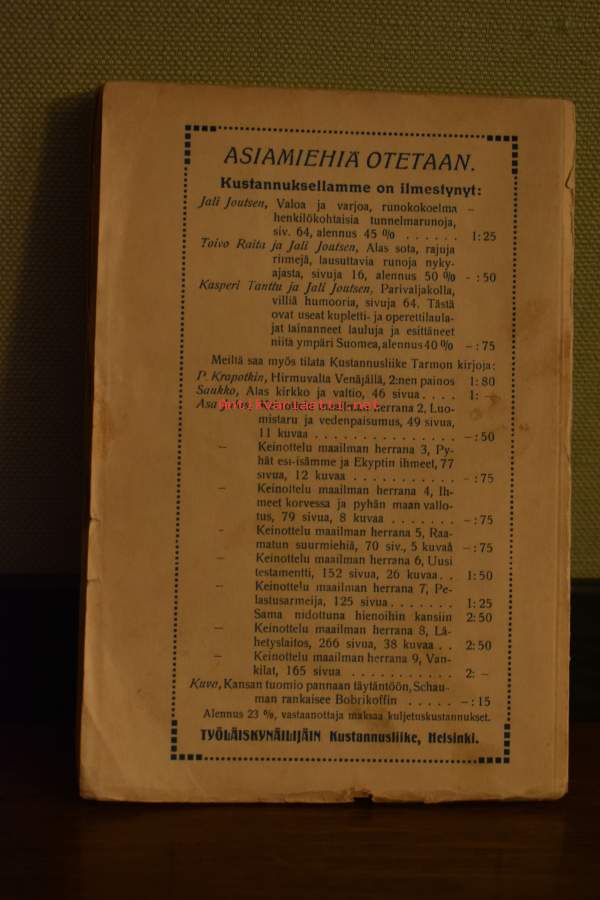 ASIAMIEHIÄ OTETAAN.
Kustannuksellamme on ilmestynyt:
Jali Joutsen, Valoa ja varjoa, runokokoelma –
henkilökohtaisia tunnelmarunoja,
siv. 64, alennus 45 % . . . . . . 1:25
Toivo Raita ja Jali Joutsen, Alas sota, rajuja
riimejä, lausuttavia runoja nyky-
ajasta, sivuja 16, alennus 50 % - :50
Kasperi Tanttu ja Jali Joutsen, Parivaljakolla,
villiä humooria, sivuja 64. Tästä
ovat useat kupletti- ja operettilaula-
jat lainanneet lauluja ja esittäneet
niitä ympäri Suomea, alennus 40 % – : 75
Meiltä saa myös tilata Kustannusliike Tarmon kirjoja:
P. Krapotkin, Hirmuvalta Venäjällä, 2:nen painos 1: 80
Saukko, Alas kirkko ja valtio, 46 sivua . . . . 1: –
Keinottelu maailman herrana 2, Luo-
mistaru ja vedenpaisumus, 49 sivua,
11 kuvaa . . . . . . . . . . . . . . . –: 50
– Keinottelu maailman herrana 3, Py-
hät esi-isämme ja Ekyptin ihmeet, 77
sivua, 12 kuvaa . . . . . . . . . . . – : 75
– Keinottelu maailman herrana 4, Ih-
meet korvessa ja pyhän maan vallo-
tus, 79 sivua, 8 kuvaa . . . . . . . – : 75
– Keinottelu maailman herrana 5, Raa-
matun suurmiehiä, 70 siv., 5 kuvaa – : 75
– Keinottelu maailman herrana 6, Uusi
testamentti, 152 sivua, 26 kuvaa . . 1: 50
– Keinottelu maailman herrana 7, Pe-
lastusarmeija, 125 sivua . . . . . . . 1: 25
Sama nidottuna hienoihin kansiin 2: 50
– Keinottelu maailman herrana 8, Lä-
hetyslaitos, 266 sivua, 38 kuvaa . . 2: 50
– Keinottelu maailman herrana 9, Van-
kilat, 165 sivua . . . . . . . . . . . 2: –
Kuvo, Kansan tuomio pannaan täytäntöön, Schau-
man rankaisee Bobrikoffin . . . . . – : 15
Alennus 23 %, vastaanottaja maksaa kuljetuskustannukset.
TYÖLÄISKYNÄILIJÄIN Kustannusliike, Helsinki.